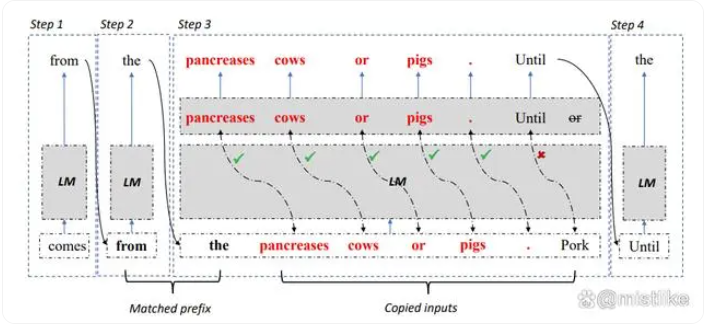 Step 1 Step 2 Step 3 Step 4
from the pancreases cows or pigs . Until the
pancreases cows or pigs . Until or
LM LM LM LM
comes from the pancreases cows or pigs . Pork Until
Matched prefix Copied inputs
@mistlike